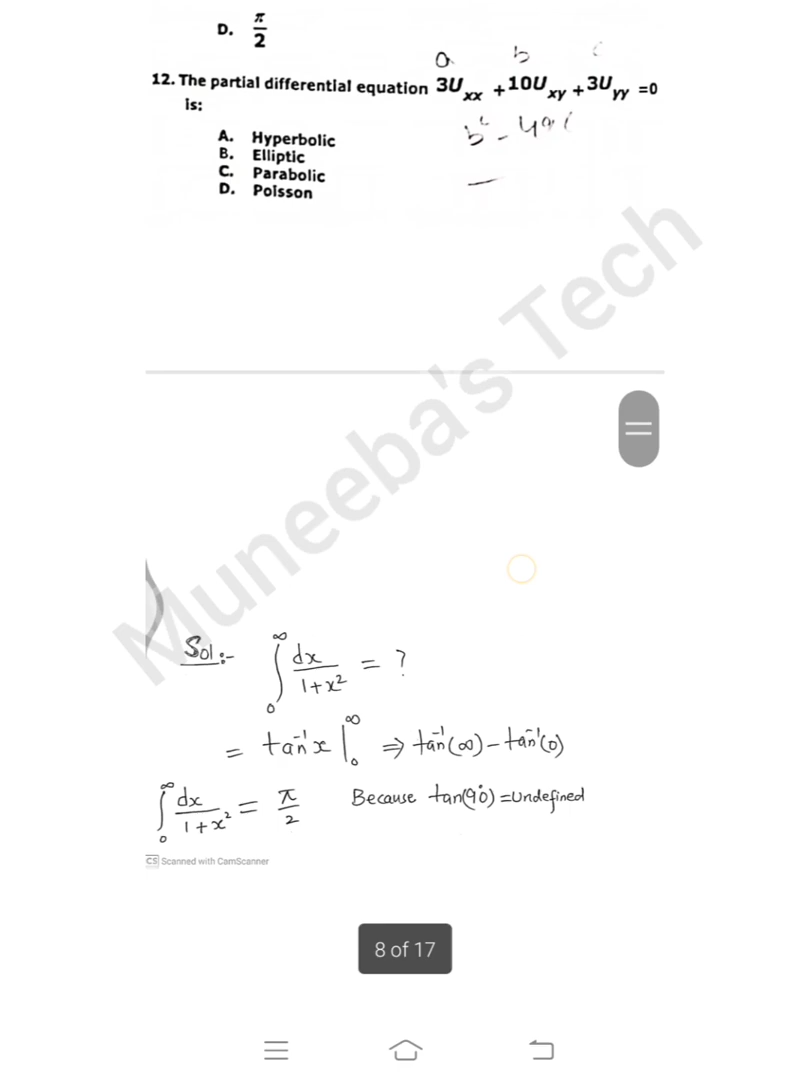 D. π/2
a b c
12. The partial differential equation 3U_xx + 10U_xy + 3U_yy = 0
is:
b² - 4ac
A. Hyperbolic
B. Elliptic
C. Parabolic
D. Poisson
—
Muneeba's Tech
Sol:- ∫₀^∞ dx/(1+x²) = ?
= tan⁻¹x |₀^∞ ⇒ tan⁻¹(∞) - tan⁻¹(0)
∫₀^∞ dx/(1+x²) = π/2 Because tan(90°) = Undefined
CS Scanned with CamScanner
8 of 17